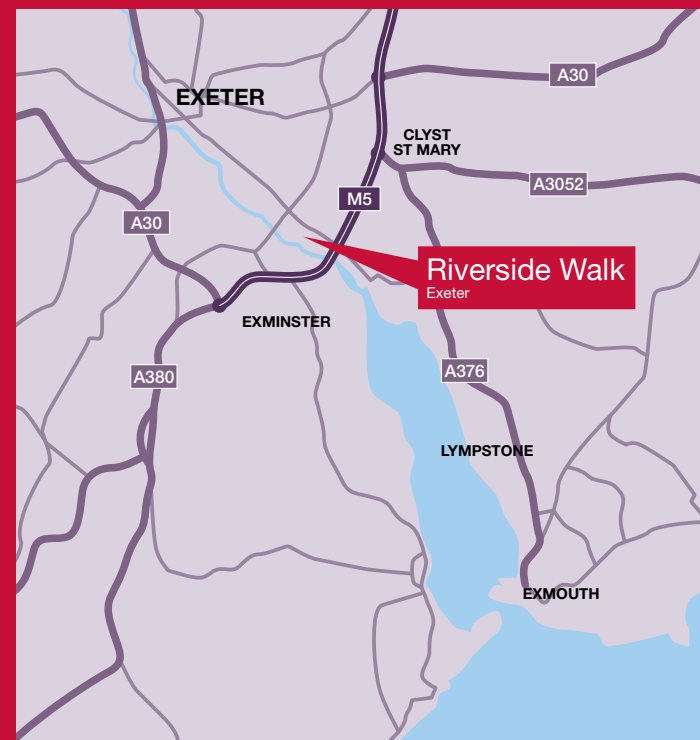 A30
EXETER
CLYST
ST MARY
A3052
M5
A30
Riverside Walk
Exeter
EXMINSTER
A380
A376
LYMPSTONE
EXMOUTH